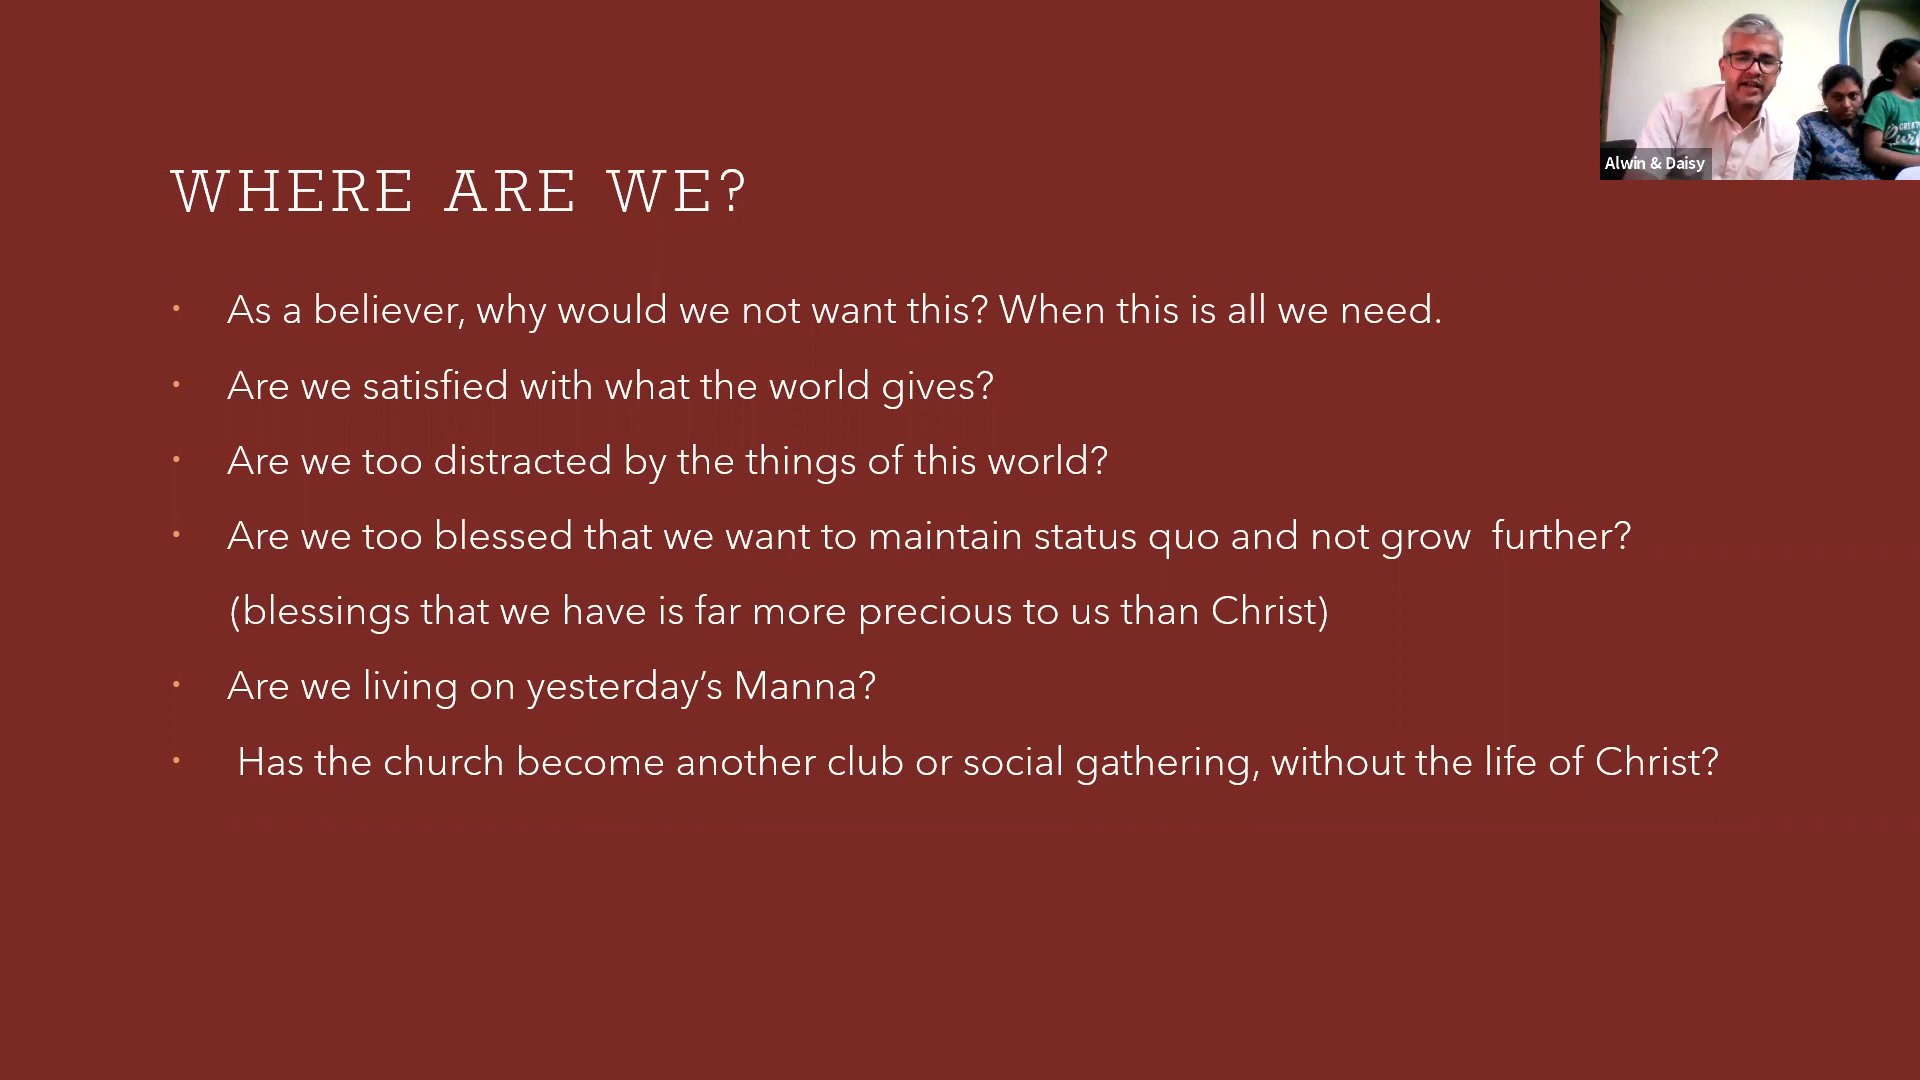 WHERE ARE WE?
• As a believer, why would we not want this? When this is all we need.
• Are we satisfied with what the world gives?
• Are we too distracted by the things of this world?
• Are we too blessed that we want to maintain status quo and not grow  further?
(blessings that we have is far more precious to us than Christ)
• Are we living on yesterday’s Manna?
• Has the church become another club or social gathering, without the life of Christ?
Alwin & Daisy